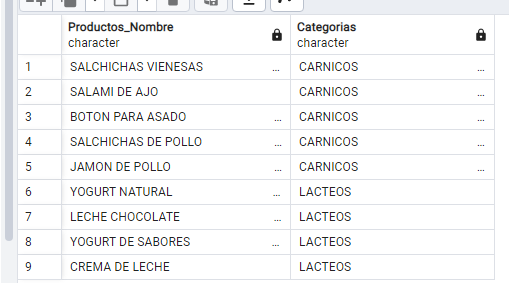 Productos_Nombre Categorias
character character
1 SALCHICHAS VIENESAS ... CARNICOS ...
2 SALAMI DE AJO CARNICOS ...
3 BOTON PARA ASADO ... CARNICOS ...
4 SALCHICHAS DE POLLO ... CARNICOS ...
5 JAMON DE POLLO ... CARNICOS ...
6 YOGURT NATURAL ... LACTEOS
7 LECHE CHOCOLATE ... LACTEOS
8 YOGURT DE SABORES ... LACTEOS
9 CREMA DE LECHE LACTEOS